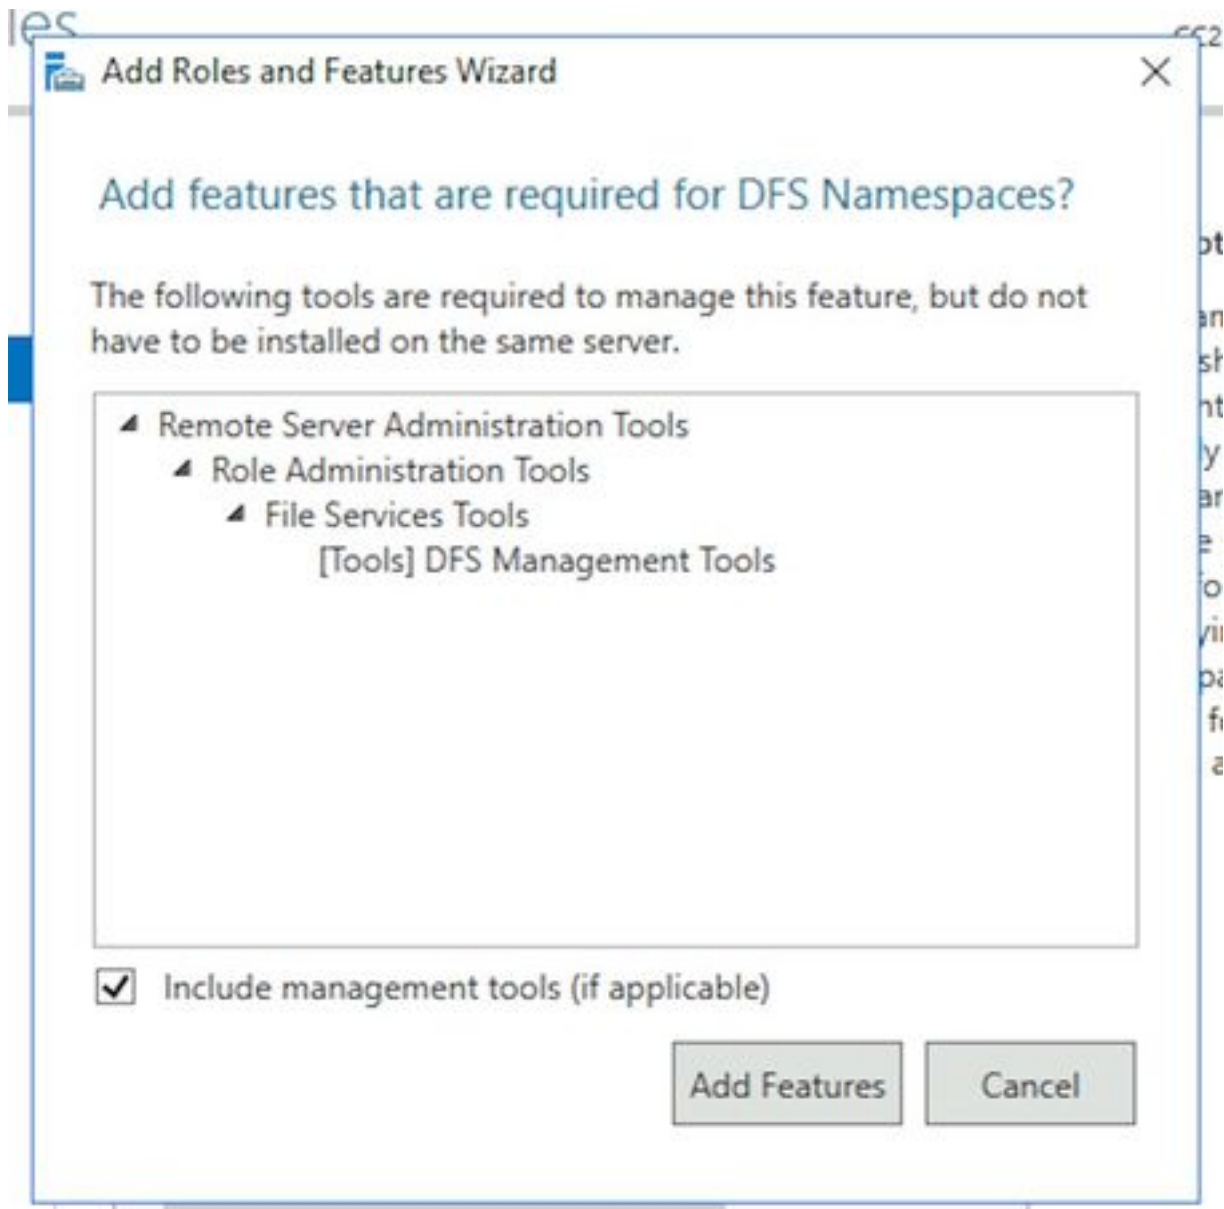 Add Roles and Features Wizard
Add features that are required for DFS Namespaces?
The following tools are required to manage this feature, but do not
have to be installed on the same server.
Remote Server Administration Tools
Role Administration Tools
File Services Tools
[Tools] DFS Management Tools
Include management tools (if applicable)
Add Features
Cancel